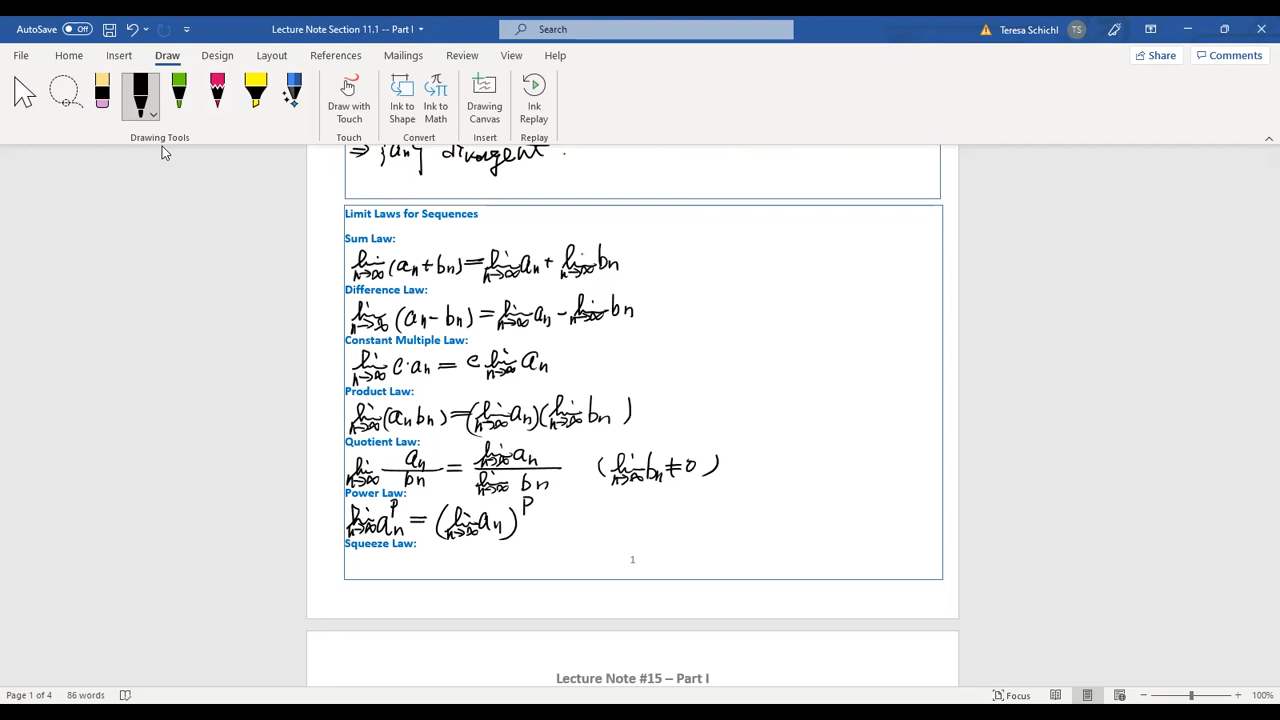 AutoSave Off Lecture Note Section 11.1 -- Part I Search Teresa Schichl TS
File Home Insert Draw Design Layout References Mailings Review View Help Share Comments
Draw with Touch Ink to Shape Ink to Math Drawing Canvas Ink Replay
Drawing Tools Touch Convert Insert Replay
⇒ {an} divergent .
Limit Laws for Sequences
Sum Law:
lim n→∞ (an + bn) = lim n→∞ an + lim n→∞ bn
Difference Law:
lim n→∞ (an − bn) = lim n→∞ an − lim n→∞ bn
Constant Multiple Law:
lim n→∞ c·an = c lim n→∞ an
Product Law:
lim n→∞ (an bn) = (lim n→∞ an)(lim n→∞ bn)
Quotient Law:
lim n→∞ an/bn = lim n→∞ an / lim n→∞ bn (lim n→∞ bn ≠ 0)
Power Law:
lim n→∞ an^p = (lim n→∞ an)^p
Squeeze Law:
1
Lecture Note #15 – Part I
Page 1 of 4 86 words Focus 100%